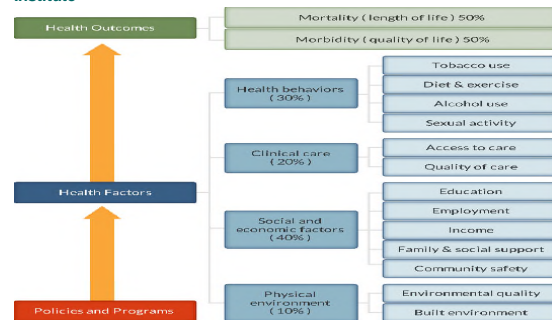 Institute
Health Outcomes
Mortality (length of life) 50%
Morbidity (quality of life) 50%
Health behaviors
(30%)
Tobacco use
Diet & exercise
Alcohol use
Sexual activity
Clinical care
(20%)
Access to care
Quality of care
Health Factors
Social and
economic factors
(40%)
Education
Employment
Income
Family & social support
Community safety
Physical
environment
(10%)
Environmental quality
Built environment
Policies and Programs